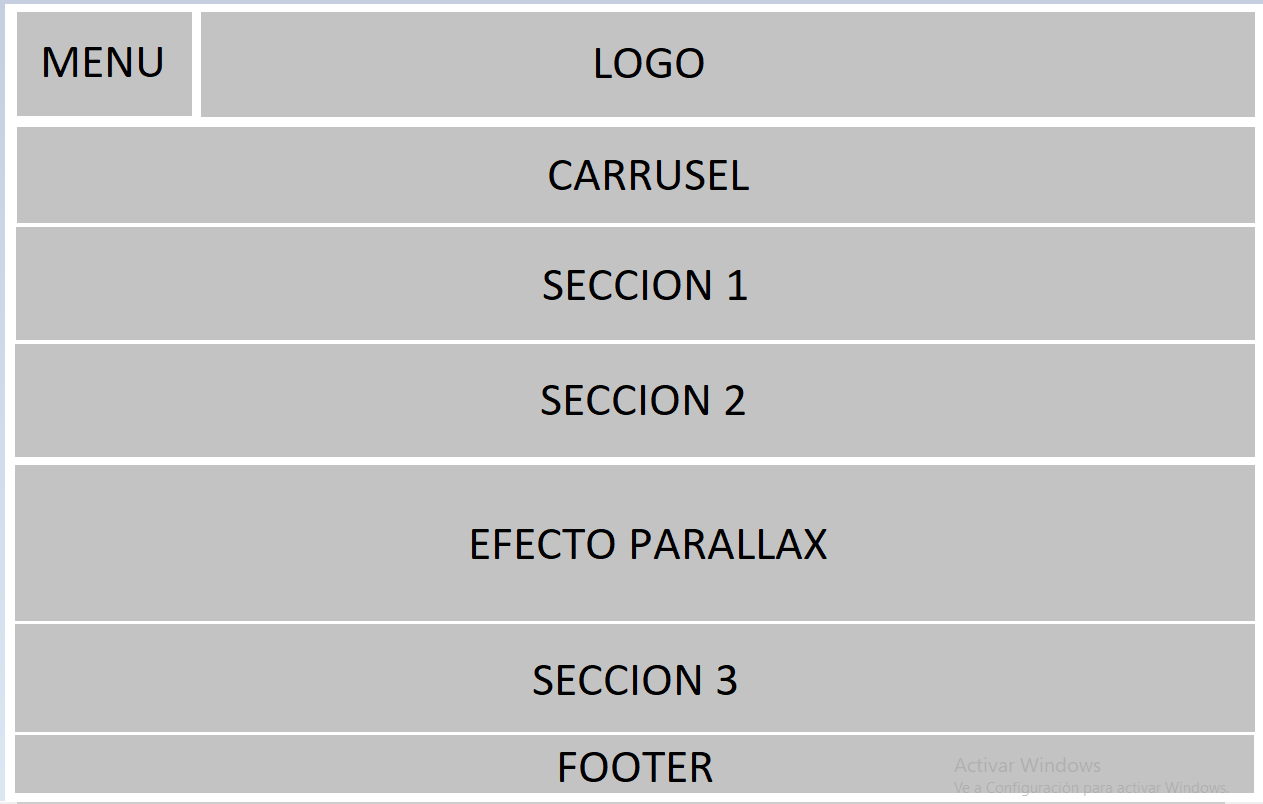 MENU
LOGO
CARRUSEL
SECCION 1
SECCION 2
EFECTO PARALLAX
SECCION 3
FOOTER
Activar Windows
Ve a Configuración para activar Windows.